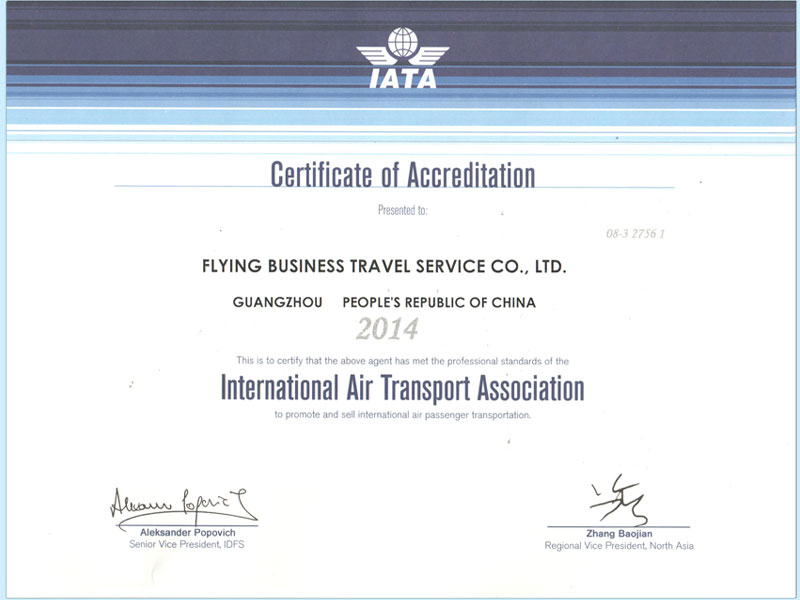 IATA
Certificate of Accreditation
Presented to:
08-3 2756 1
FLYING BUSINESS TRAVEL SERVICE CO., LTD.
GUANGZHOU PEOPLE'S REPUBLIC OF CHINA
2014
This is to certify that the above agent has met the professional standards of the
International Air Transport Association
to promote and sell international air passenger transportation.
Aleksander Popovich
Senior Vice President, IDFS
Zhang Baojian
Regional Vice President, North Asia